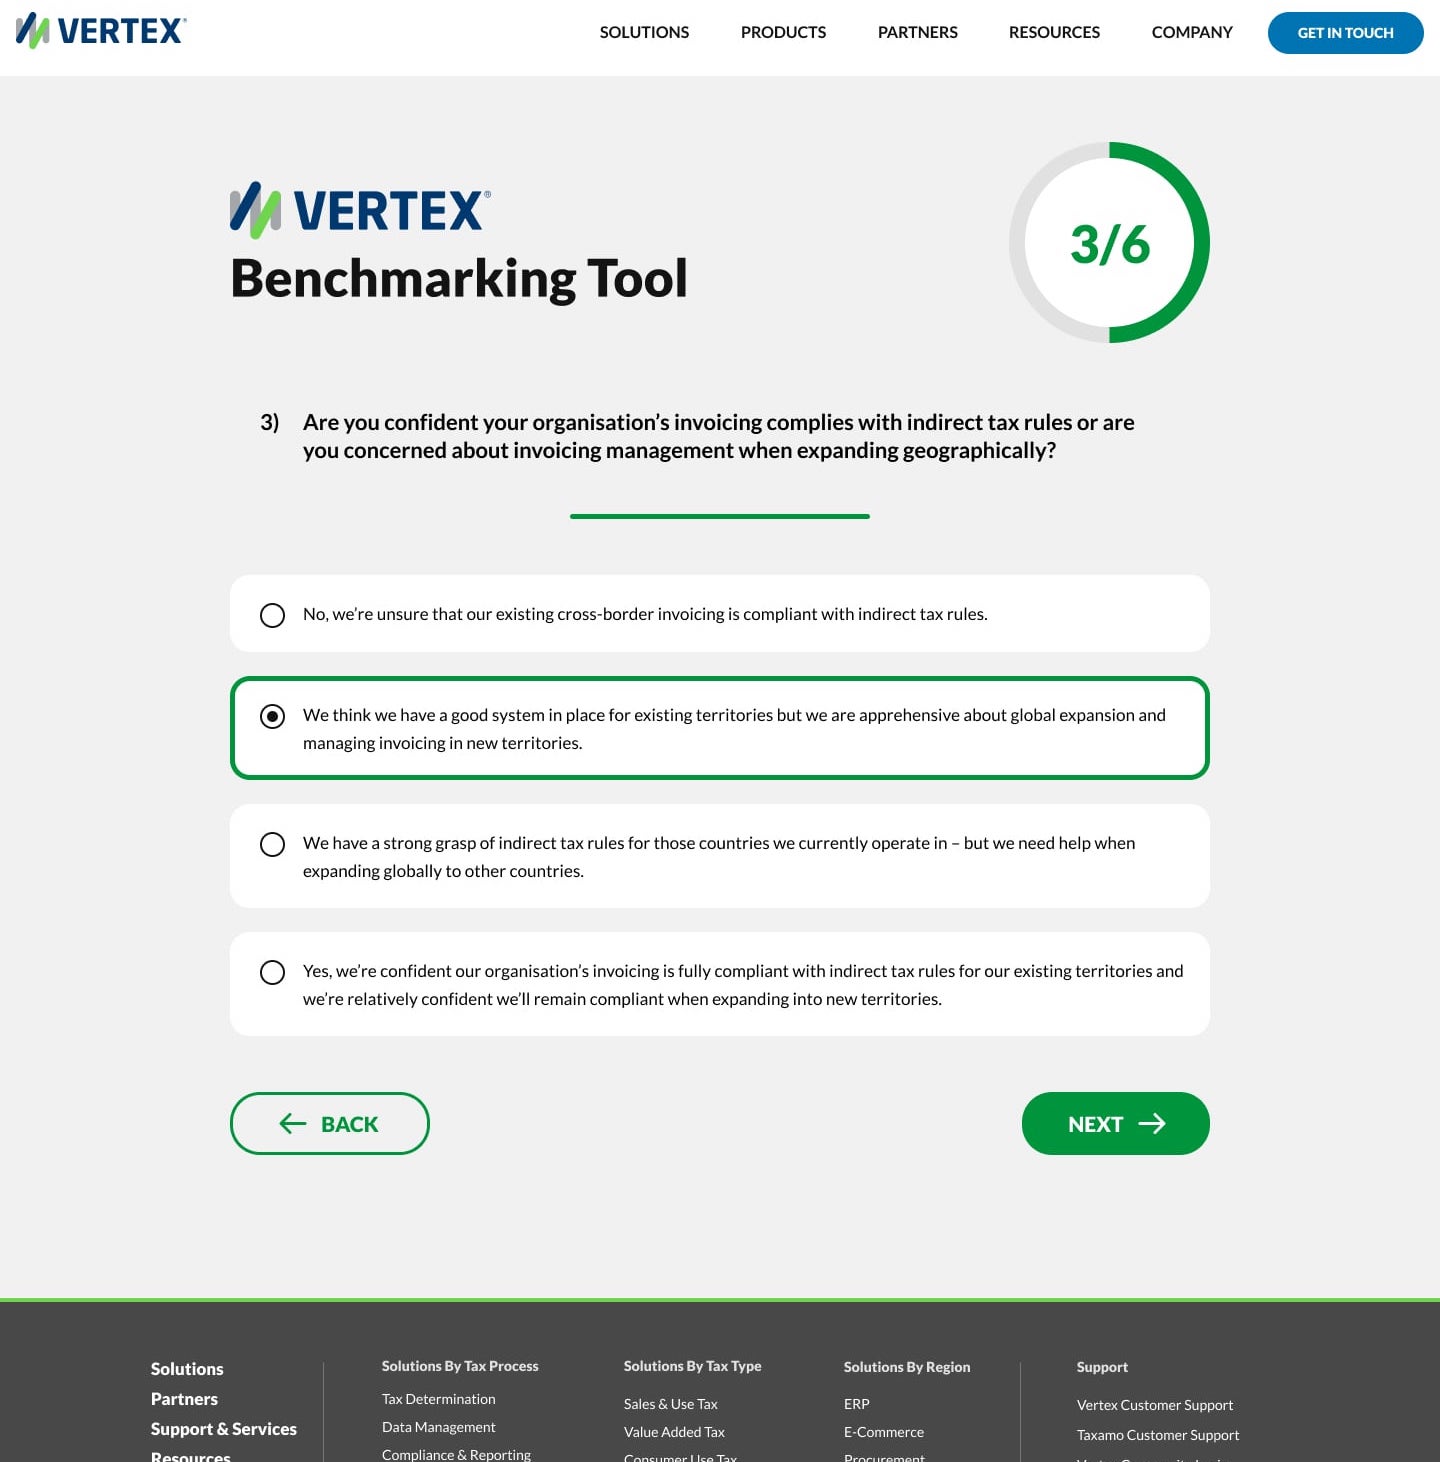 VERTEX®
SOLUTIONS
PRODUCTS
PARTNERS
RESOURCES
COMPANY
GET IN TOUCH
VERTEX®
Benchmarking Tool
3/6
3) Are you confident your organisation’s invoicing complies with indirect tax rules or are
you concerned about invoicing management when expanding geographically?
No, we’re unsure that our existing cross-border invoicing is compliant with indirect tax rules.
We think we have a good system in place for existing territories but we are apprehensive about global expansion and
managing invoicing in new territories.
We have a strong grasp of indirect tax rules for those countries we currently operate in – but we need help when
expanding globally to other countries.
Yes, we’re confident our organisation’s invoicing is fully compliant with indirect tax rules for our existing territories and
we’re relatively confident we’ll remain compliant when expanding into new territories.
BACK
NEXT
Solutions
Partners
Support & Services
Resources
Solutions By Tax Process
Tax Determination
Data Management
Compliance & Reporting
Solutions By Tax Type
Sales & Use Tax
Value Added Tax
Consumer Use Tax
Solutions By Region
ERP
E-Commerce
Procurement
Support
Vertex Customer Support
Taxamo Customer Support